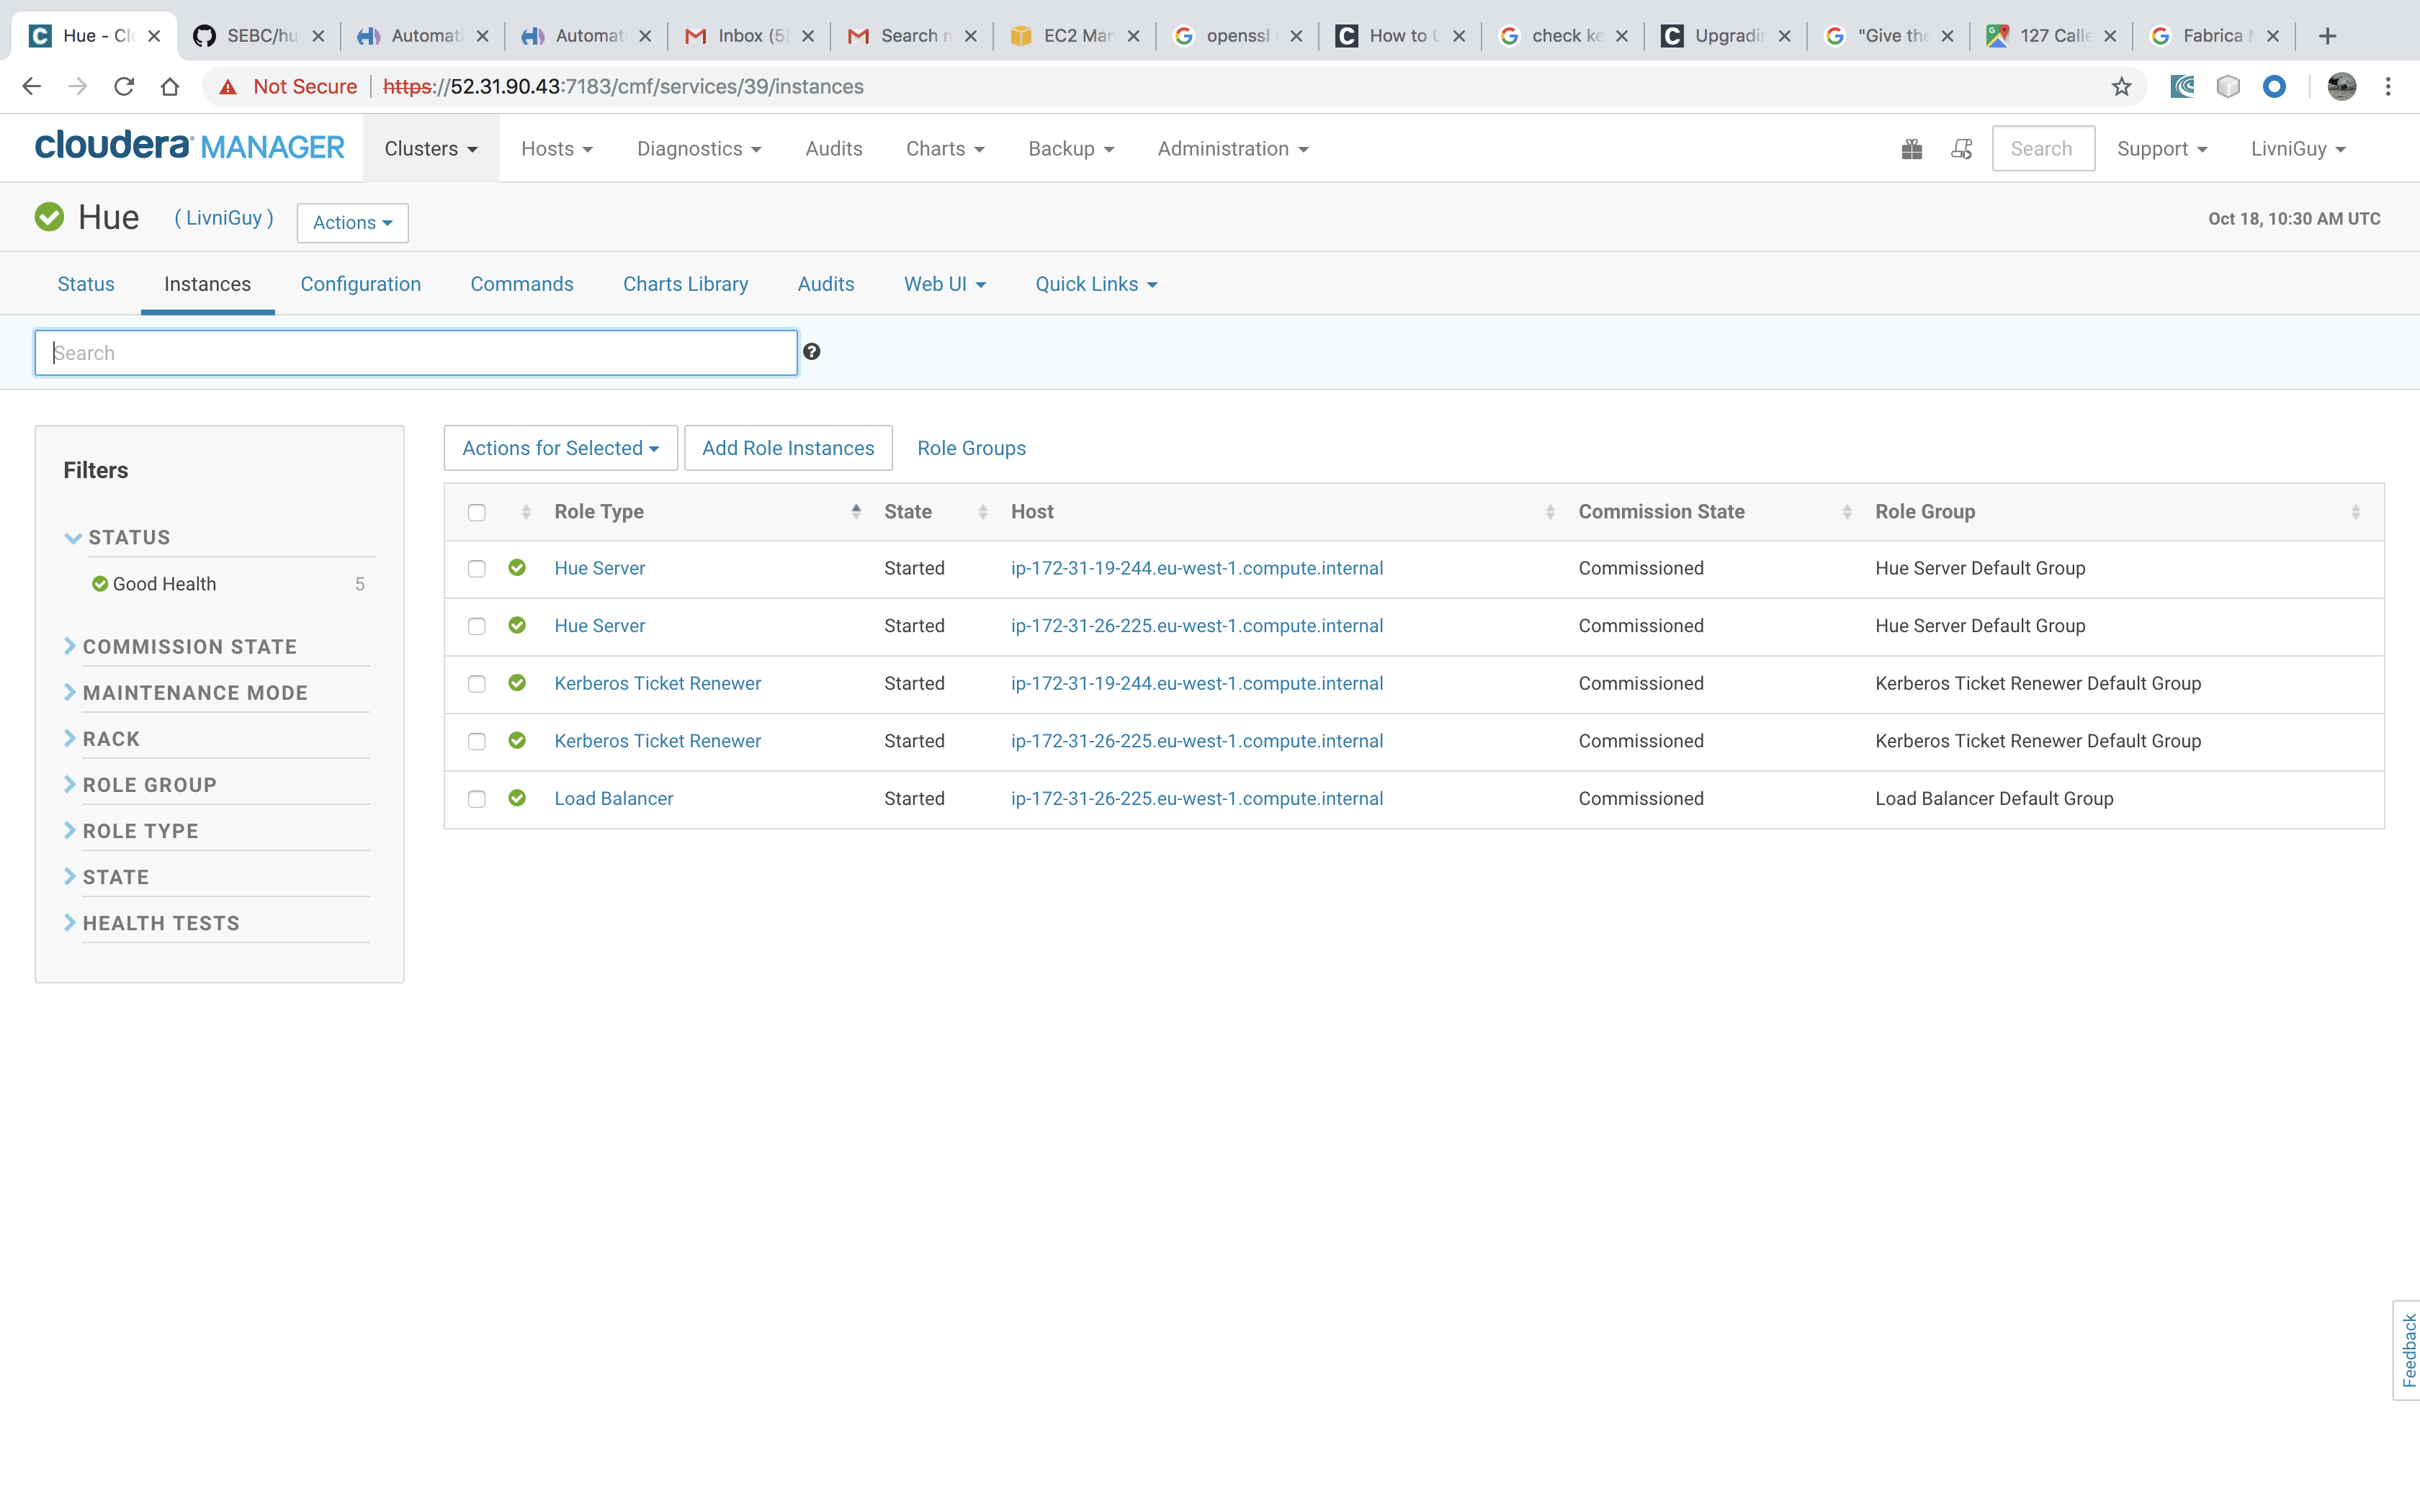 Hue - Clo
SEBC/hu
Automat
Automat
Inbox (5
Search r
EC2 Man
openssl
How to U
check ke
Upgradin
"Give the
127 Calle
Fabrica
Not Secure https://52.31.90.43:7183/cmf/services/39/instances
cloudera MANAGER Clusters Hosts Diagnostics Audits Charts Backup Administration Search Support LivniGuy
Hue ( LivniGuy ) Actions Oct 18, 10:30 AM UTC
Status Instances Configuration Commands Charts Library Audits Web UI Quick Links
Search
Filters
STATUS
Good Health 5
COMMISSION STATE
MAINTENANCE MODE
RACK
ROLE GROUP
ROLE TYPE
STATE
HEALTH TESTS
Actions for Selected Add Role Instances Role Groups
Role Type State Host Commission State Role Group
Hue Server Started ip-172-31-19-244.eu-west-1.compute.internal Commissioned Hue Server Default Group
Hue Server Started ip-172-31-26-225.eu-west-1.compute.internal Commissioned Hue Server Default Group
Kerberos Ticket Renewer Started ip-172-31-19-244.eu-west-1.compute.internal Commissioned Kerberos Ticket Renewer Default Group
Kerberos Ticket Renewer Started ip-172-31-26-225.eu-west-1.compute.internal Commissioned Kerberos Ticket Renewer Default Group
Load Balancer Started ip-172-31-26-225.eu-west-1.compute.internal Commissioned Load Balancer Default Group
Feedback